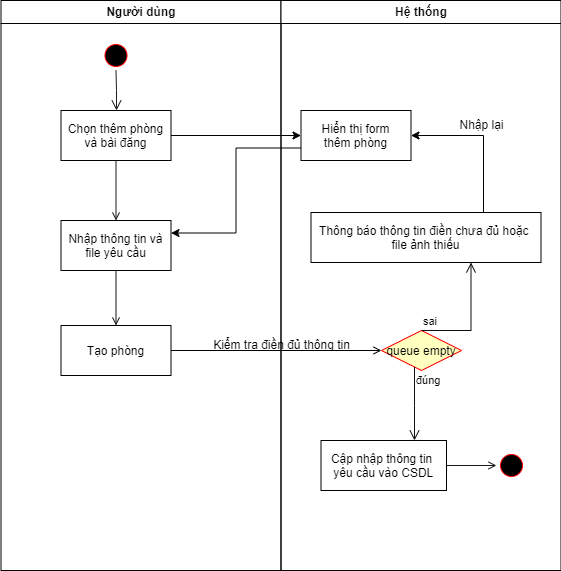 Người dùng
Hệ thống
Chọn thêm phòng
và bài đăng
Hiển thị form
thêm phòng
Nhập lại
Nhập thông tin và
file yêu cầu
Thông báo thông tin điền chưa đủ hoặc
file ảnh thiếu
sai
Tạo phòng
Kiểm tra điền đủ thông tin
queue empty
đúng
Cập nhập thông tin
yêu cầu vào CSDL